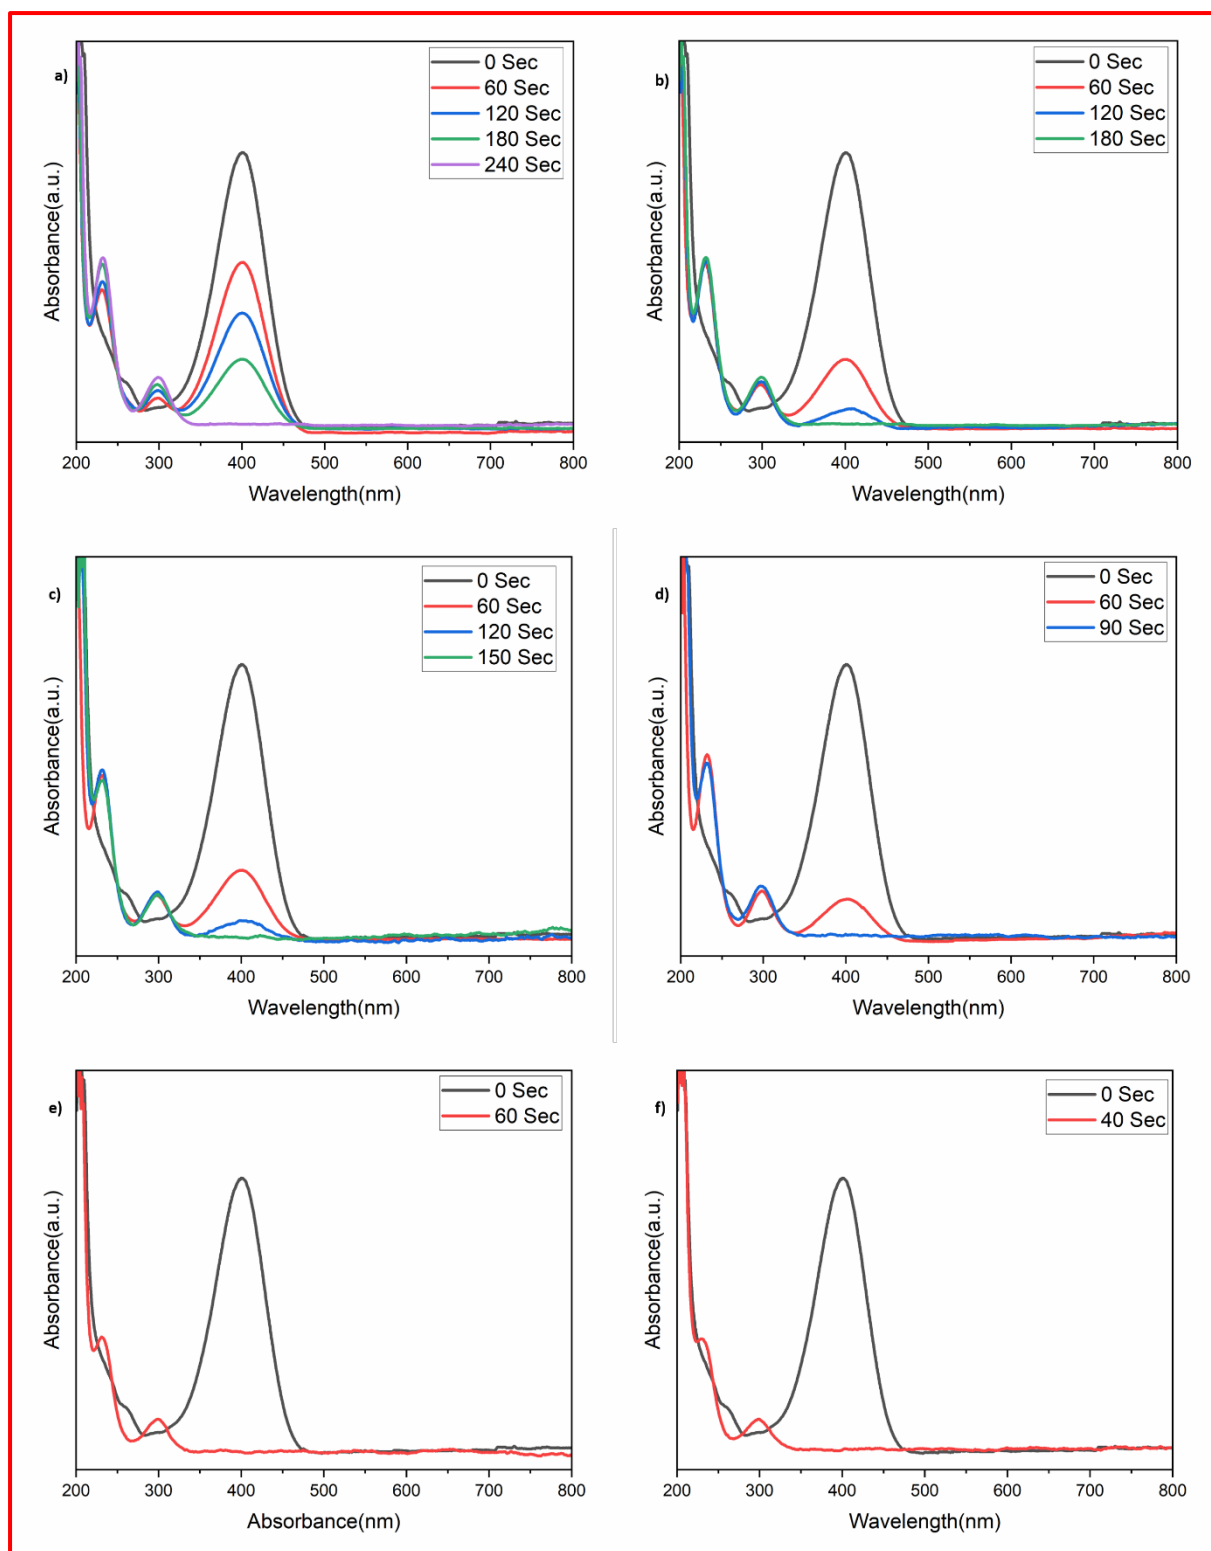 a)
0 Sec
60 Sec
120 Sec
180 Sec
240 Sec
Absorbance(a.u.)
200 300 400 500 600 700 800
Wavelength(nm)
b)
0 Sec
60 Sec
120 Sec
180 Sec
Absorbance(a.u.)
200 300 400 500 600 700 800
Wavelength(nm)
c)
0 Sec
60 Sec
120 Sec
150 Sec
Absorbance(a.u.)
200 300 400 500 600 700 800
Wavelength(nm)
d)
0 Sec
60 Sec
90 Sec
Absorbance(a.u.)
200 300 400 500 600 700 800
Wavelength(nm)
e)
0 Sec
60 Sec
Absorbance(a.u.)
200 300 400 500 600 700 800
Absorbance(nm)
f)
0 Sec
40 Sec
Absorbance(a.u.)
200 300 400 500 600 700 800
Wavelength(nm)